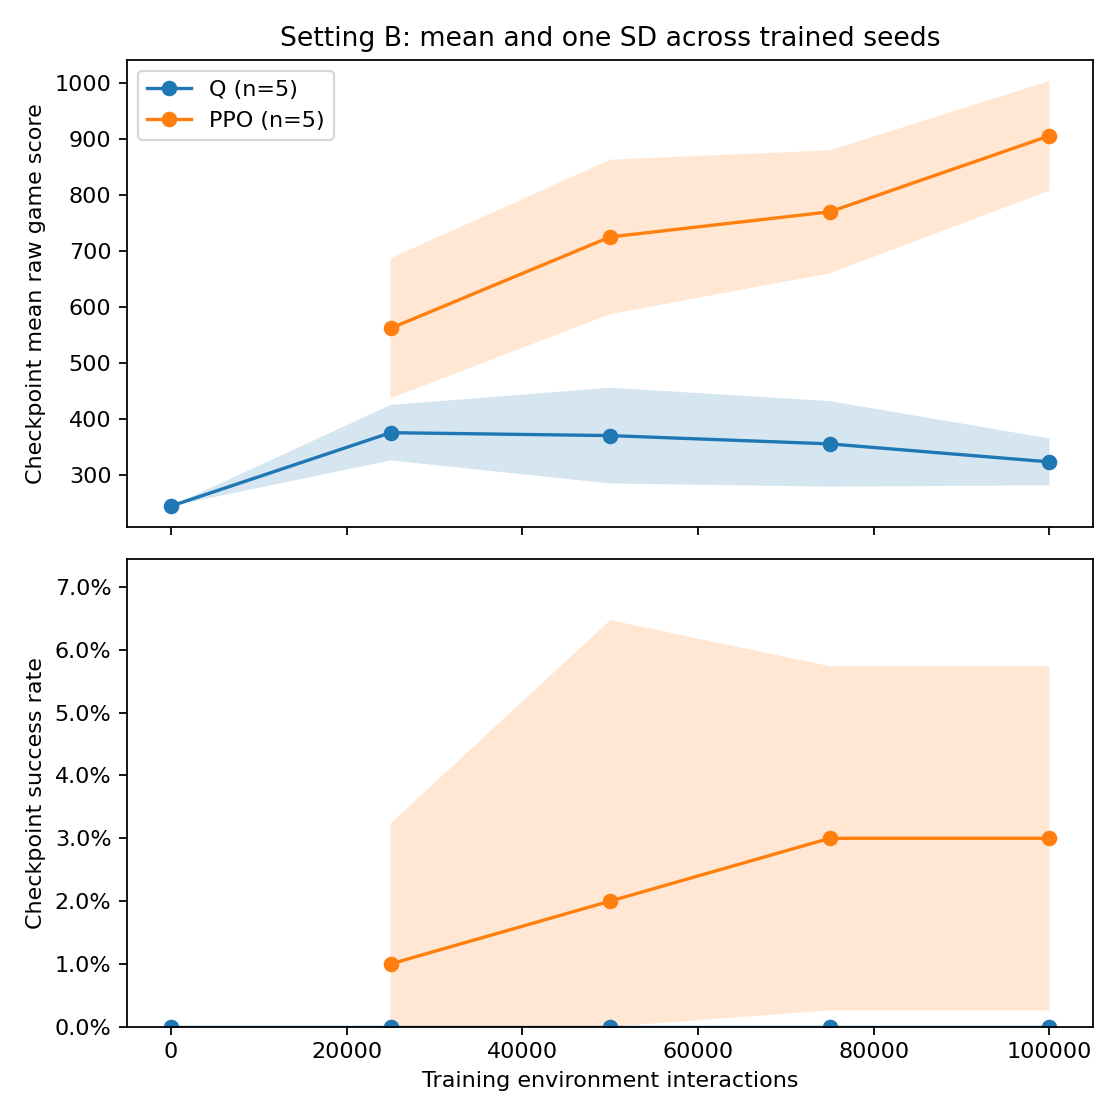 Setting B: mean and one SD across trained seeds
Q (n=5)
PPO (n=5)
Checkpoint mean raw game score
1000
900
800
700
600
500
400
300
Checkpoint success rate
7.0%
6.0%
5.0%
4.0%
3.0%
2.0%
1.0%
0.0%
0 20000 40000 60000 80000 100000
Training environment interactions